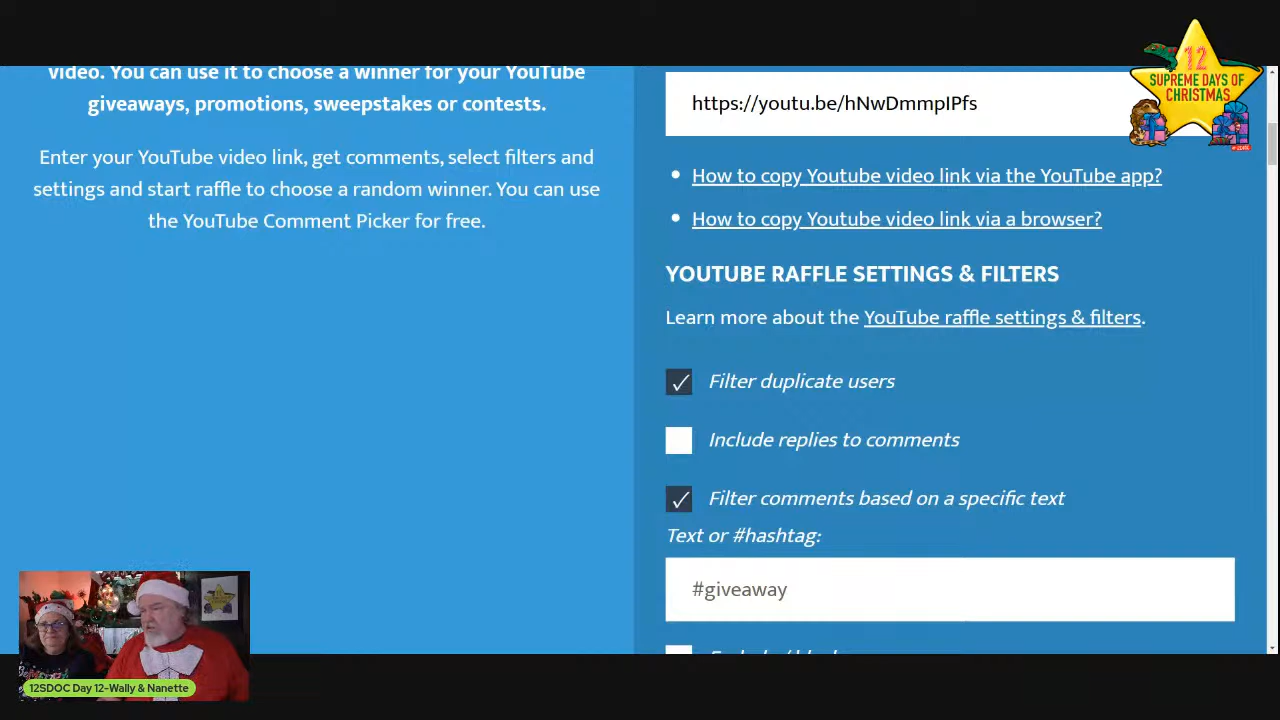 video. You can use it to choose a winner for your YouTube
giveaways, promotions, sweepstakes or contests.
Enter your YouTube video link, get comments, select filters and
settings and start raffle to choose a random winner. You can use
the YouTube Comment Picker for free.
https://youtu.be/hNwDmmpIPfs
How to copy Youtube video link via the YouTube app?
How to copy Youtube video link via a browser?
YOUTUBE RAFFLE SETTINGS & FILTERS
Learn more about the YouTube raffle settings & filters.
Filter duplicate users
Include replies to comments
Filter comments based on a specific text
Text or #hashtag:
#giveaway
12
SUPREME DAYS OF
CHRISTMAS
12SDOC Day 12-Wally & Nanette